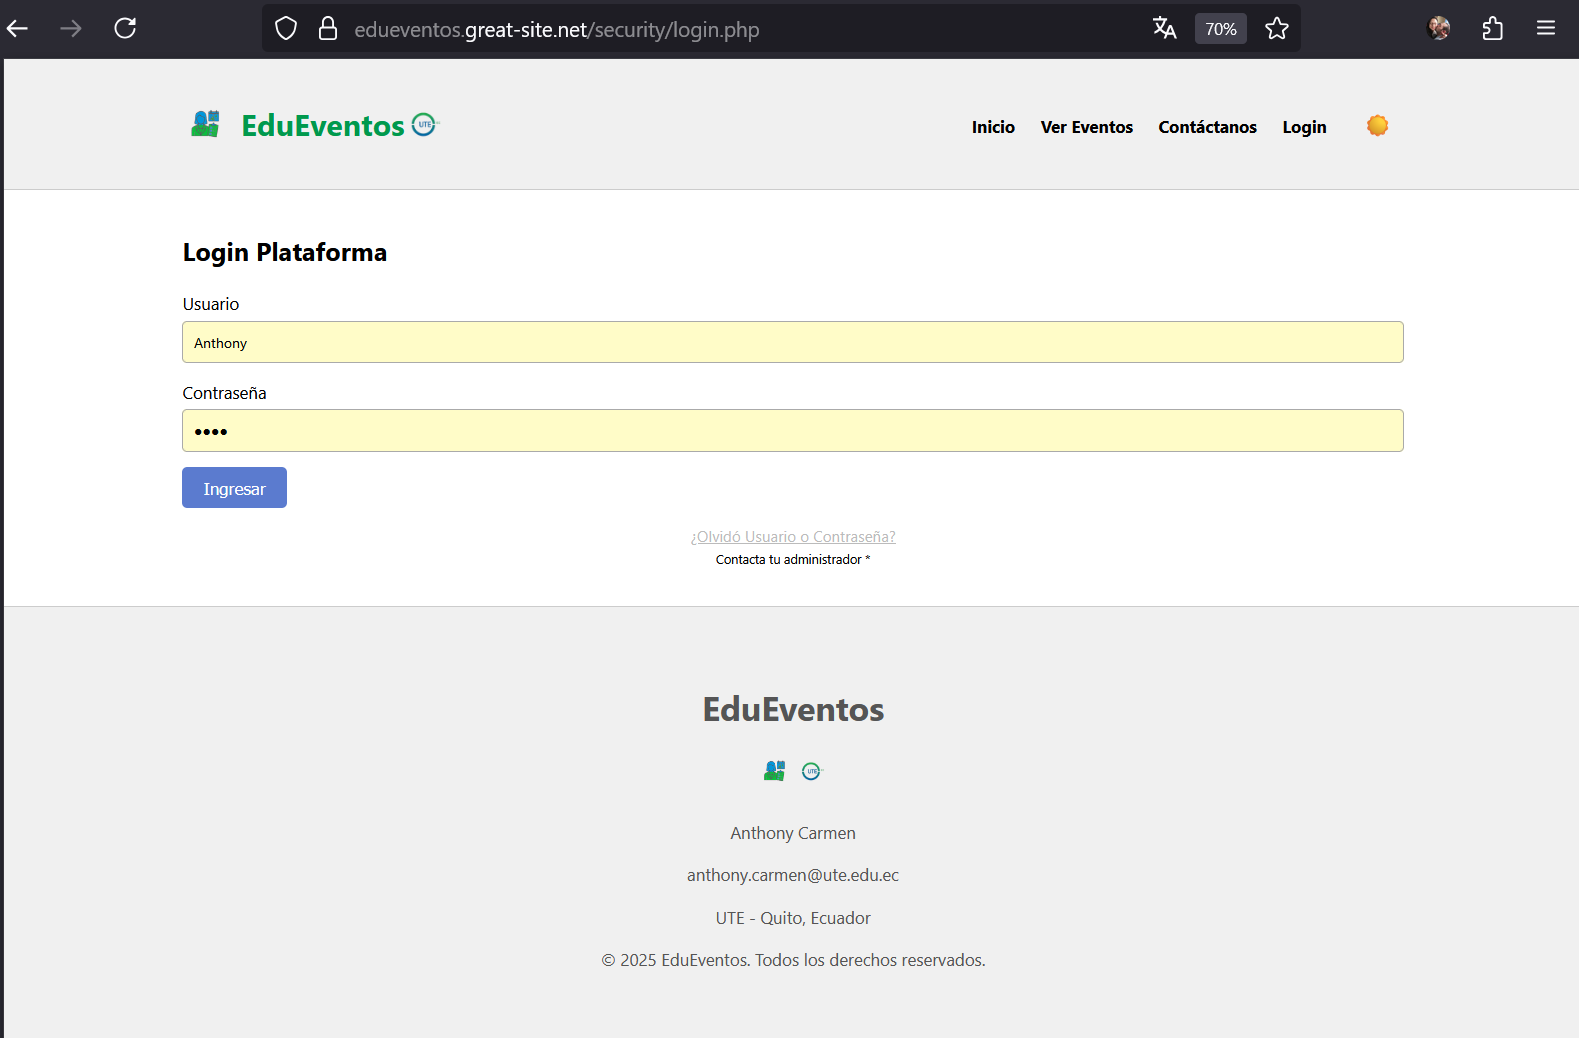 edueventos.great-site.net/security/login.php
70%
EduEventos UTE
Inicio Ver Eventos Contáctanos Login
Login Plataforma
Usuario
Anthony
Contraseña
••••
Ingresar
¿Olvidó Usuario o Contraseña?
Contacta tu administrador *
EduEventos
UTE
Anthony Carmen
anthony.carmen@ute.edu.ec
UTE - Quito, Ecuador
© 2025 EduEventos. Todos los derechos reservados.